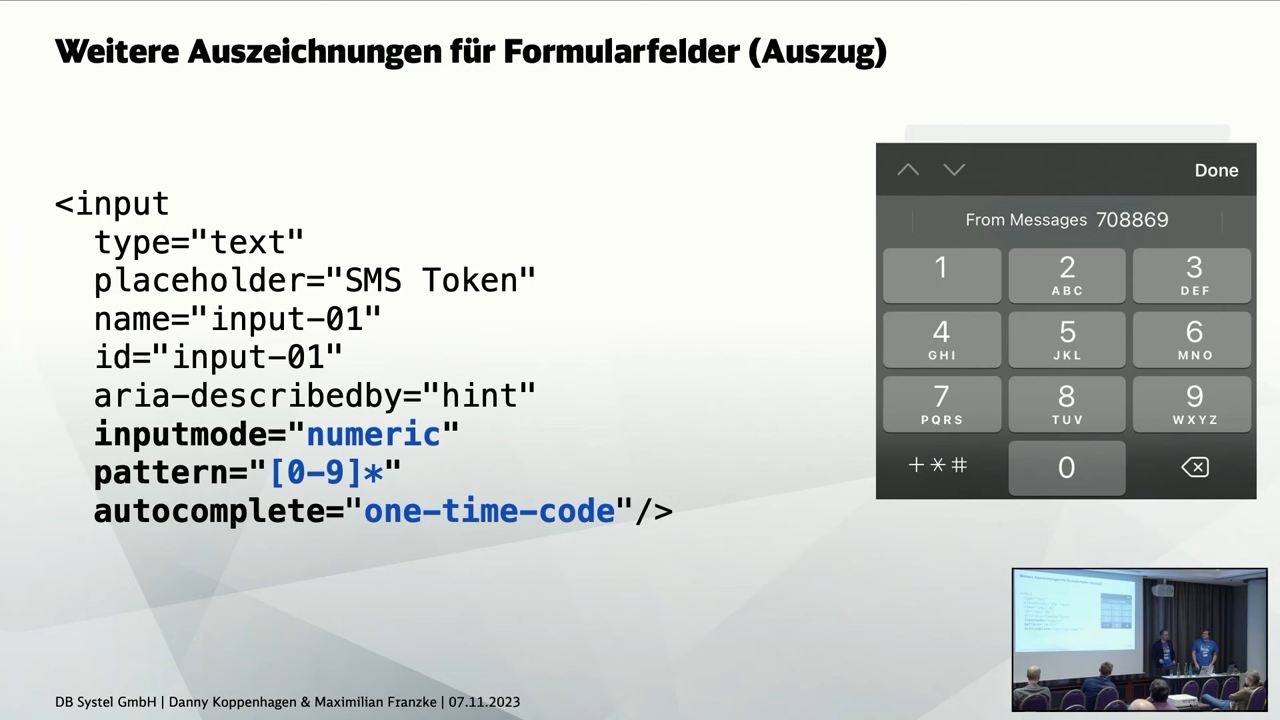 Weitere Auszeichnungen für Formularfelder (Auszug)
<input
type="text"
placeholder="SMS Token"
name="input-01"
id="input-01"
aria-describedby="hint"
inputmode="numeric"
pattern="[0-9]*"
autocomplete="one-time-code"/>
Done
From Messages 708869
1 2 3
ABC DEF
4 5 6
GHI JKL MNO
7 8 9
PQRS TUV WXYZ
+*# 0
DB Systel GmbH | Danny Koppenhagen & Maximilian Franzke | 07.11.2023